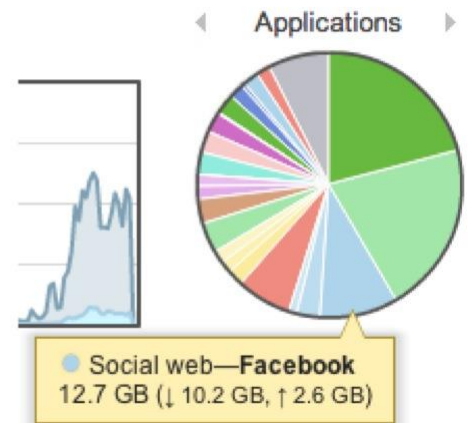 Applications
Social web—Facebook
12.7 GB (↓ 10.2 GB, ↑ 2.6 GB)